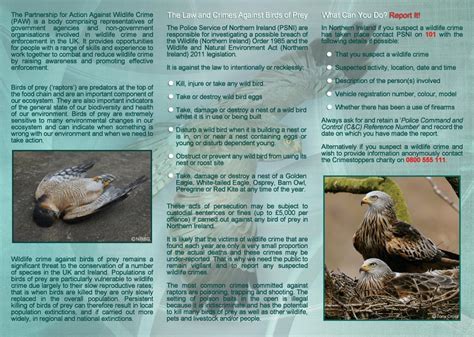 The Partnership for Action Against Wildlife Crime
(PAW) is a body comprising representatives of
government agencies and non-government
organisations involved in wildlife crime and
enforcement in the UK. It provides opportunities
for people with a range of skills and experience to
work together to combat and reduce wildlife crime
by raising awareness and promoting effective
enforcement.
Birds of prey ('raptors') are predators at the top of
the food chain and are an important component of
our ecosystem. They are also important indicators
of the general state of our biodiversity and health
of our environment. Birds of prey are extremely
sensitive to many environmental changes in our
ecosystem and can indicate when something is
wrong with our environment and when we need to
take action.
Wildlife crime against birds of prey remains a
significant threat to the conservation of a number
of species in the UK and Ireland. Populations of
birds of prey are particularly vulnerable to wildlife
crime due largely to their slow reproductive rates;
that is when birds are killed they are only slowly
replaced in the overall population. Persistent
killing of birds of prey can therefore result in local
population extinctions, and if carried out more
widely, in regional and national extinctions.
The Law and Crimes Against Birds of Prey
The Police Service of Northern Ireland (PSNI) are
responsible for investigating a possible breach of
the Wildlife (Northern Ireland) Order 1985 and the
Wildlife and Natural Environment Act (Northern
Ireland) 2011 legislation.
It is against the law to intentionally or recklessly:
Kill, injure or take any wild bird
Take or destroy wild bird eggs
Take, damage or destroy a nest of a wild bird
whilst it is in use or being built
Disturb a wild bird when it is building a nest or
is in, on or near a nest containing eggs or
young or disturb dependent young.
Obstruct or prevent any wild bird from using its
nest or roost site
Take, damage or destroy a nest of a Golden
Eagle, White-tailed Eagle, Osprey, Barn Owl,
Peregrine or Red Kite at any time of the year.
These acts of persecution may be subject to
custodial sentences or fines (up to £5,000 per
offence) if carried out against any bird of prey in
Northern Ireland.
It is likely that the victims of wildlife crime that are
found each year are only a very small proportion
of the actual deaths and these crimes may be
under-reported. That is why we need the public to
remain vigilant and to report any suspected
wildlife crimes.
The most common crimes committed against
raptors are poisoning, trapping and shooting. The
setting of poison baits in the open is illegal
because it is indiscriminate and has the potential
to kill many birds of prey as well as other wildlife,
pets and livestock and/or people.
What Can You Do? Report It!
In Northern Ireland if you suspect a wildlife crime
has taken place contact PSNI on 101 with the
following details if possible:
That you suspect a wildlife crime
Suspected activity, location, date and time
Description of the person(s) involved
Vehicle registration number, colour, model
Whether there has been a use of firearms
Always ask for and retain a 'Police Command and
Control (C&C) Reference Number' and record the
date on which you have made the report.
Alternatively if you suspect a wildlife crime and
wish to provide information anonymously contact
the Crimestoppers charity on 0800 555 111.